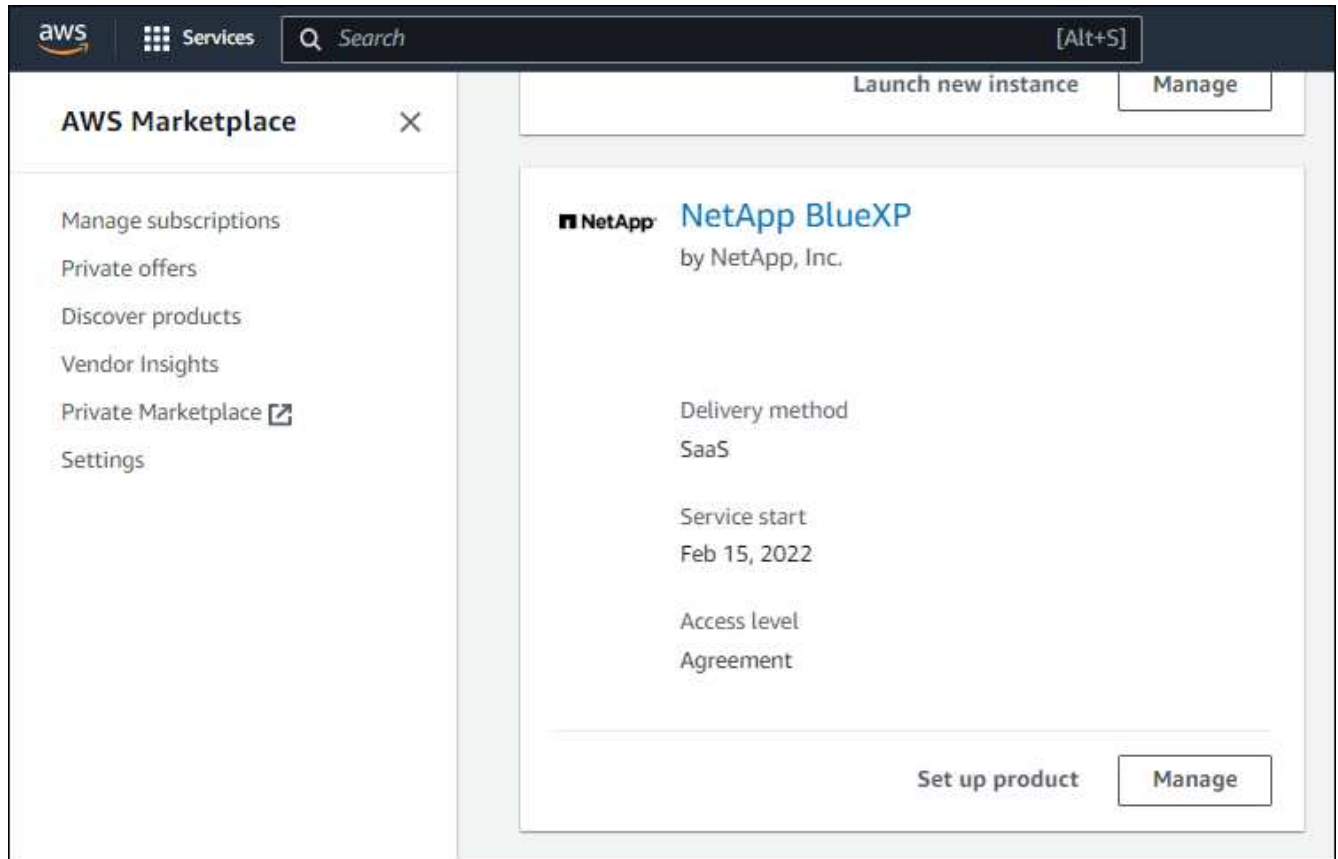 aws
Services
Search
[Alt+S]
AWS Marketplace
Manage subscriptions
Private offers
Discover products
Vendor Insights
Private Marketplace
Settings
Launch new instance
Manage
NetApp
NetApp BlueXP
by NetApp, Inc.
Delivery method
SaaS
Service start
Feb 15, 2022
Access level
Agreement
Set up product
Manage